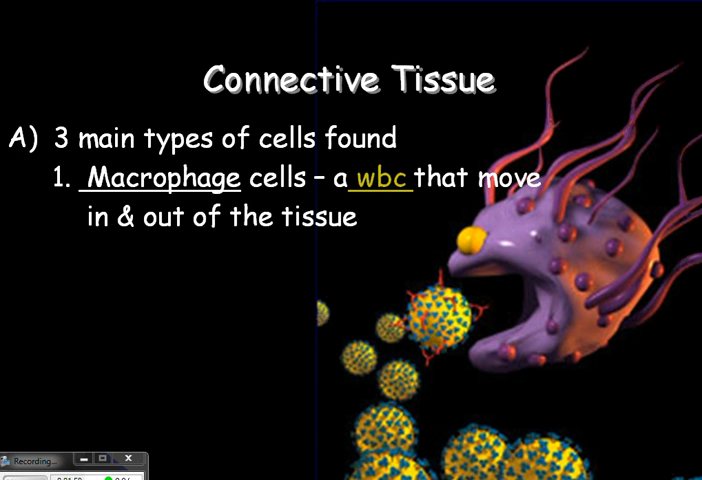 Connective Tissue
A) 3 main types of cells found
1. Macrophage cells – a wbc that move
in & out of the tissue
Recording...